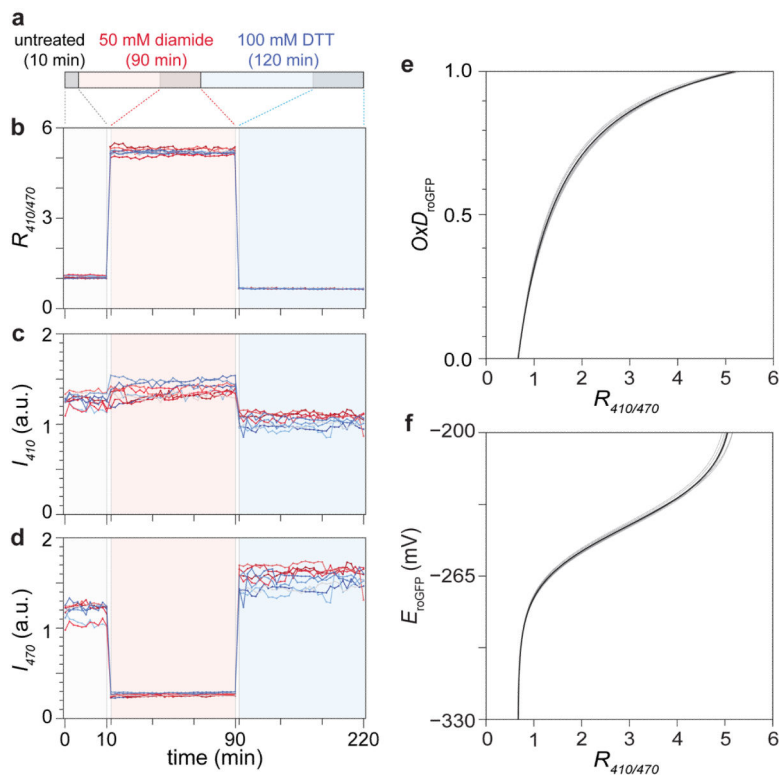 a
untreated
(10 min)
50 mM diamide
(90 min)
100 mM DTT
(120 min)
b
6
3
0
R410/470
c
2
1
0
I410 (a.u.)
d
2
1
0
I470 (a.u.)
0 10 90 220
time (min)
e
1.0
0.5
0.0
OxDroGFP
0 1 2 3 4 5 6
R410/470
f
−200
−265
−330
EroGFP (mV)
0 1 2 3 4 5 6
R410/470